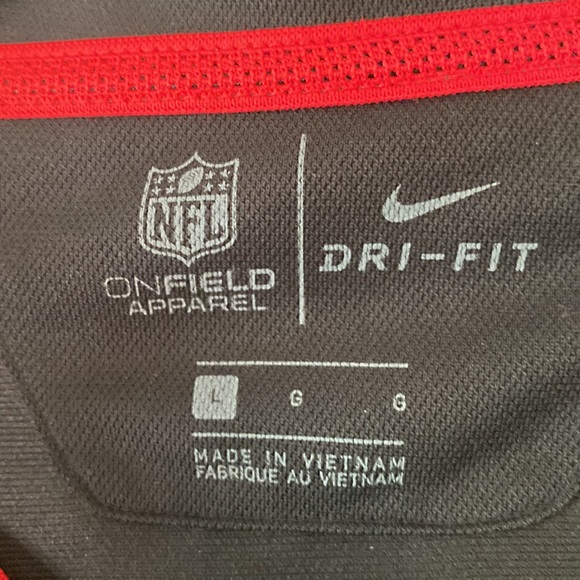 NFL
ONFIELD
APPAREL
DRI-FIT
L G G
MADE IN VIETNAM
FABRIQUE AU VIETNAM